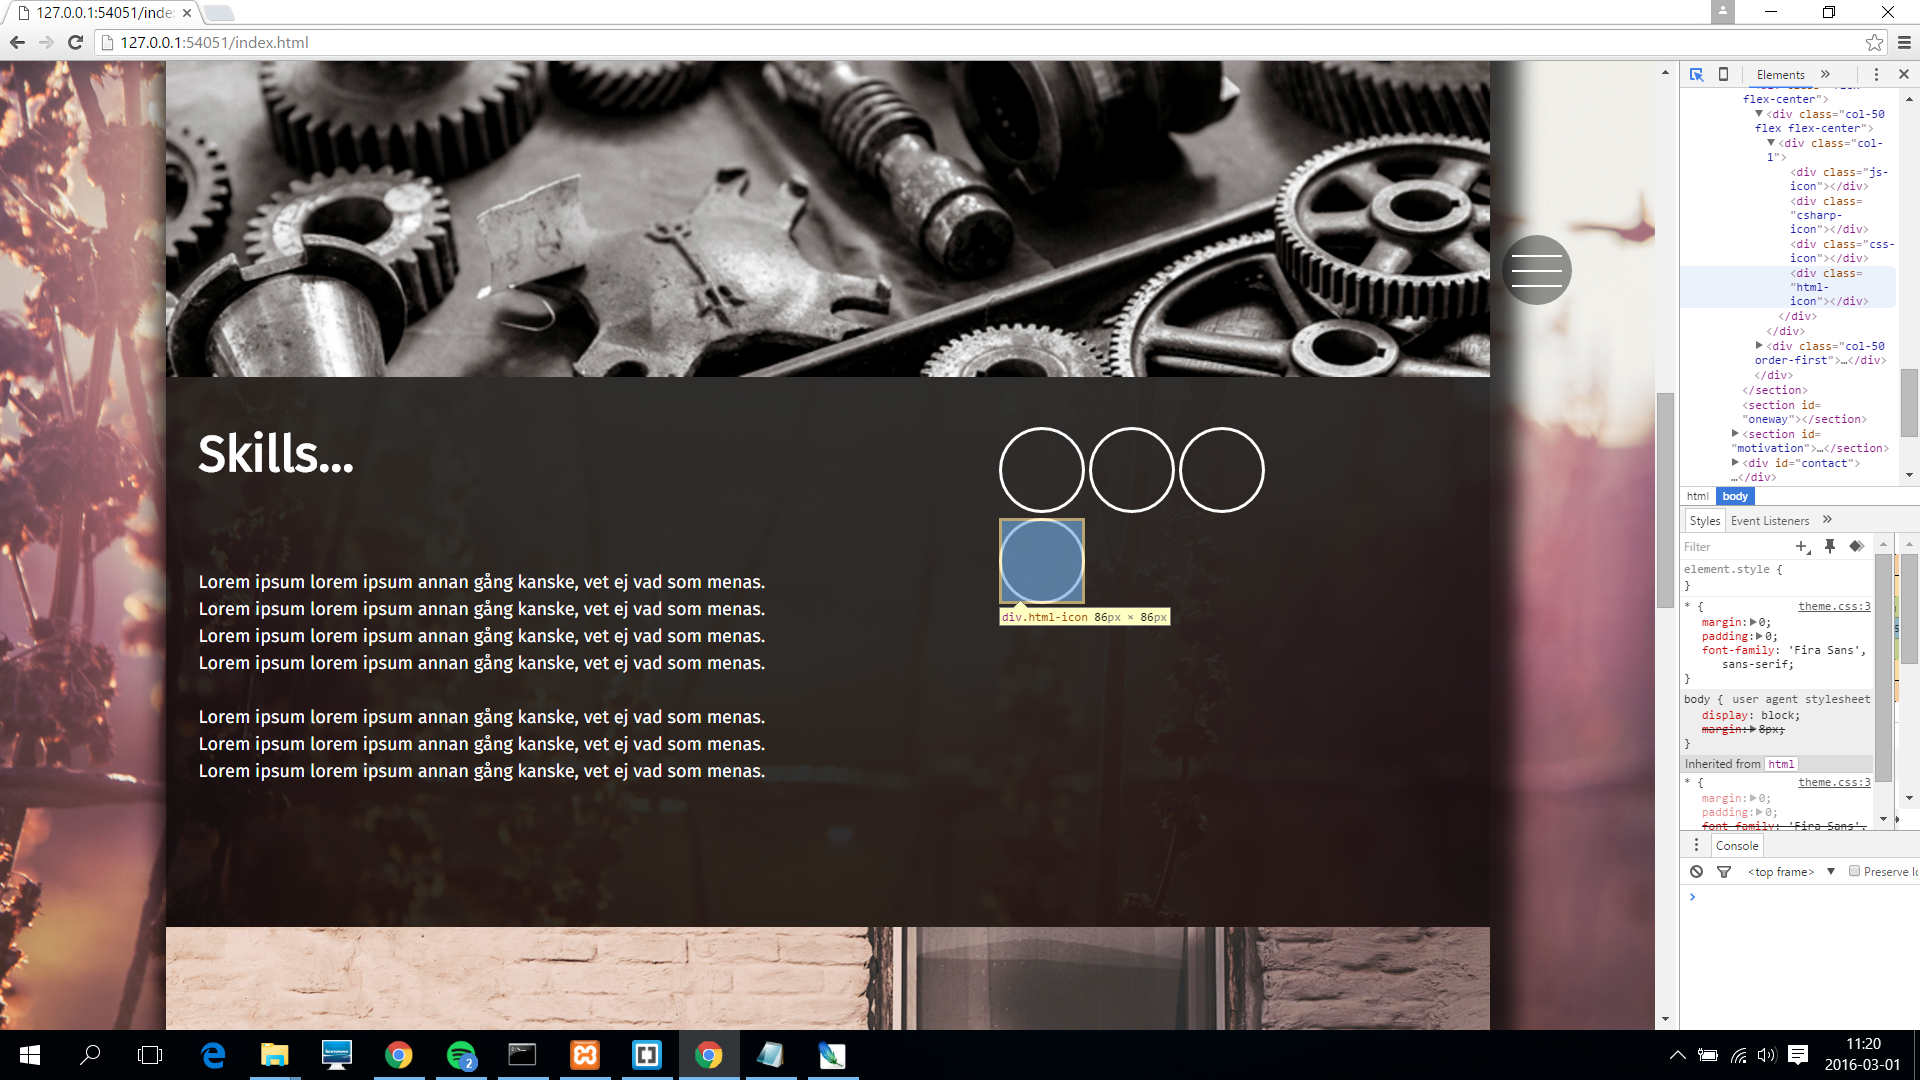 127.0.0.1:54051/inde
127.0.0.1:54051/index.html
Skills...
Lorem ipsum lorem ipsum annan gång kanske, vet ej vad som menas.
Lorem ipsum lorem ipsum annan gång kanske, vet ej vad som menas.
Lorem ipsum lorem ipsum annan gång kanske, vet ej vad som menas.
Lorem ipsum lorem ipsum annan gång kanske, vet ej vad som menas.
Lorem ipsum lorem ipsum annan gång kanske, vet ej vad som menas.
Lorem ipsum lorem ipsum annan gång kanske, vet ej vad som menas.
Lorem ipsum lorem ipsum annan gång kanske, vet ej vad som menas.
div.html-icon 86px × 86px
Elements »
flex-center">
<div class="col-50
flex flex-center">
<div class="col-
1">
<div class="js-
icon"></div>
<div class=
"csharp-
icon"></div>
<div class="css-
icon"></div>
<div class=
"html-
icon"></div>
</div>
</div>
<div class="col-50
order-first">…</div>
</div>
</section>
<section id=
"oneway"></section>
<section id=
"motivation">…</section>
<div id="contact">
…</div>
html body
Styles Event Listeners »
Filter
element.style {
}
* { theme.css:3
margin: 0;
padding: 0;
font-family: 'Fira Sans',
sans-serif;
}
body { user agent stylesheet
display: block;
margin: 8px;
}
Inherited from html
* { theme.css:3
margin: 0;
padding: 0;
font-family: 'Fira Sans',
Console
<top frame> ▼ Preserve lo
>
2
11:20
2016-03-01